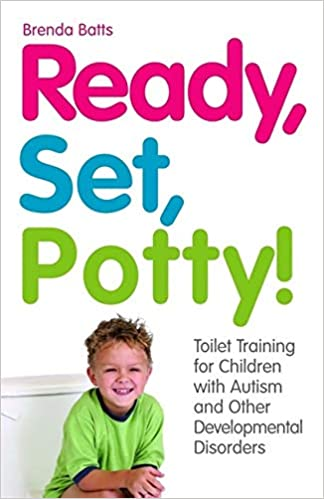 Brenda Batts
Ready,
Set,
Potty!
Toilet Training
for Children
with Autism
and Other
Developmental
Disorders